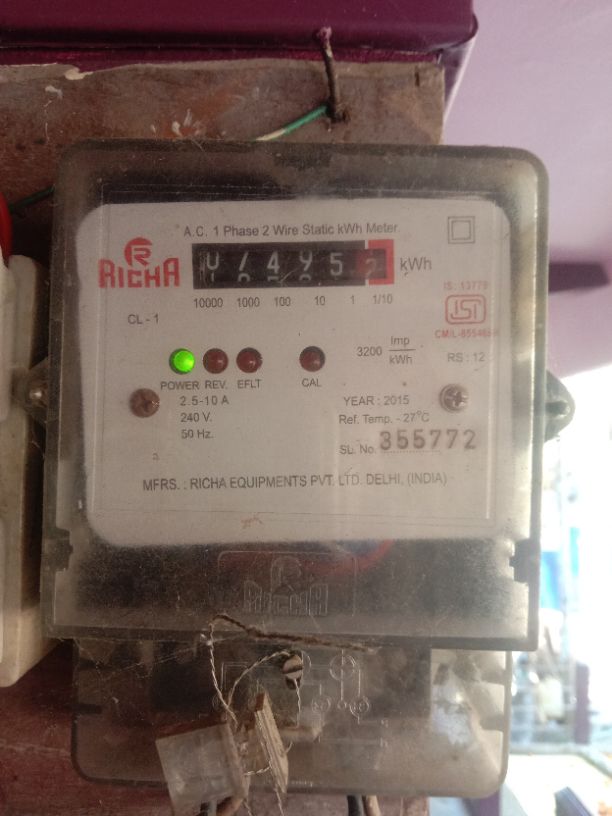 A.C. 1 Phase 2 Wire Static kWh Meter
RICHA
kWh
10000 1000 100 10 1 1/10
IS : 13779
ISI
CL - 1
3200 Imp/kWh
RS : 12
POWER REV. EFLT CAL
2.5-10 A
240 V.
50 Hz.
YEAR : 2015
Ref. Temp. - 27°C
SL. No. 355772
MFRS. : RICHA EQUIPMENTS PVT. LTD. DELHI, (INDIA)
RICHA